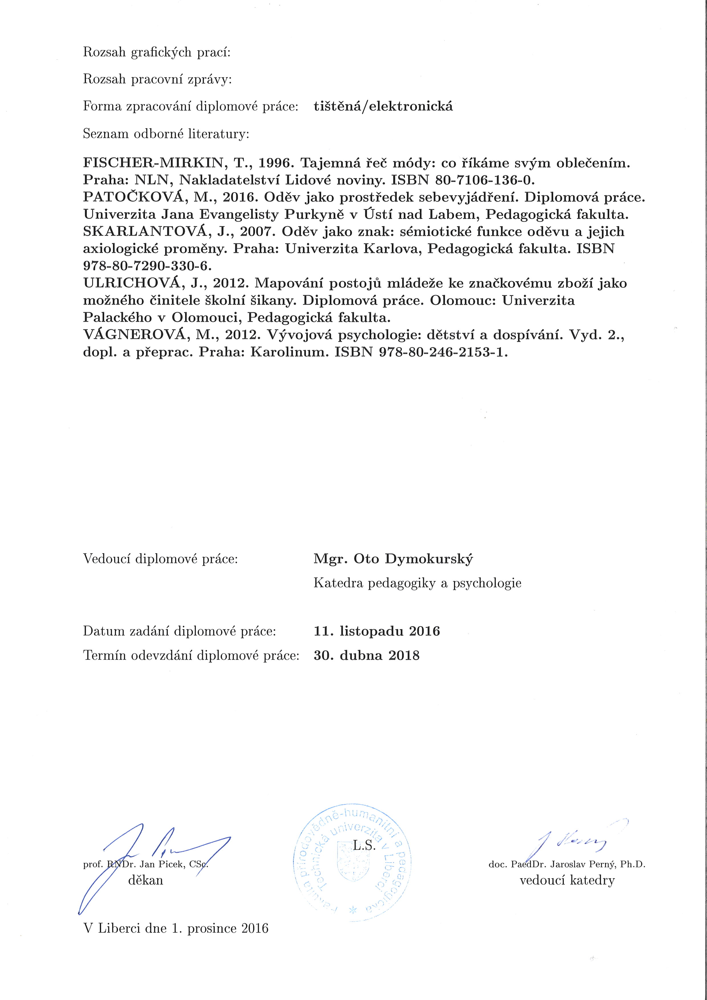 Rozsah grafických prací:
Rozsah pracovní zprávy:
Forma zpracování diplomové práce: tištěná/elektronická
Seznam odborné literatury:
FISCHER-MIRKIN, T., 1996. Tajemná řeč módy: co říkáme svým oblečením.
Praha: NLN, Nakladatelství Lidové noviny. ISBN 80-7106-136-0.
PATOČKOVÁ, M., 2016. Oděv jako prostředek sebevyjádření. Diplomová práce.
Univerzita Jana Evangelisty Purkyně v Ústí nad Labem, Pedagogická fakulta.
SKARLANTOVÁ, J., 2007. Oděv jako znak: sémiotické funkce oděvu a jejich
axiologické proměny. Praha: Univerzita Karlova, Pedagogická fakulta. ISBN
978-80-7290-330-6.
ULRICHOVÁ, J., 2012. Mapování postojů mládeže ke značkovému zboží jako
možného činitele školní šikany. Diplomová práce. Olomouc: Univerzita
Palackého v Olomouci, Pedagogická fakulta.
VÁGNEROVÁ, M., 2012. Vývojová psychologie: dětství a dospívání. Vyd. 2.,
dopl. a přeprac. Praha: Karolinum. ISBN 978-80-246-2153-1.
Vedoucí diplomové práce: Mgr. Oto Dymokurský
Katedra pedagogiky a psychologie
Datum zadání diplomové práce: 11. listopadu 2016
Termín odevzdání diplomové práce: 30. dubna 2018
Fakulta přírodovědně-humanitní a pedagogická
Technická univerzita v Liberci
L.S.
prof. RNDr. Jan Picek, CSc.
děkan
doc. PaedDr. Jaroslav Perný, Ph.D.
vedoucí katedry
V Liberci dne 1. prosince 2016